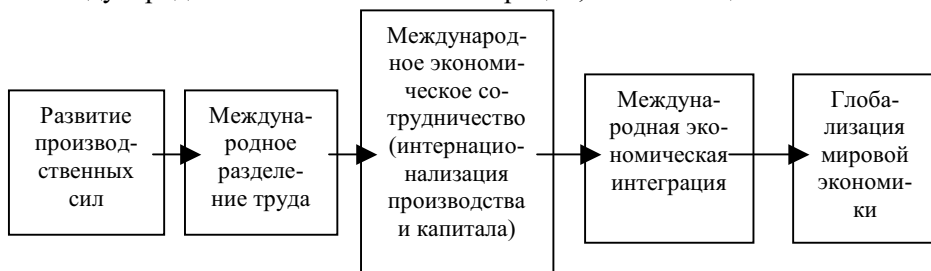 Междунарoд-
ное экономи-
ческое со-
трудничество
(интернацио-
нализация
производства
и капитала)
Развитие
производ-
ственных
сил
Междуна-
родное
разделе-
ние труда
Междуна-
родная эко-
номическая
интеграция
Глоба-
лизация
мировой
экономи-
ки